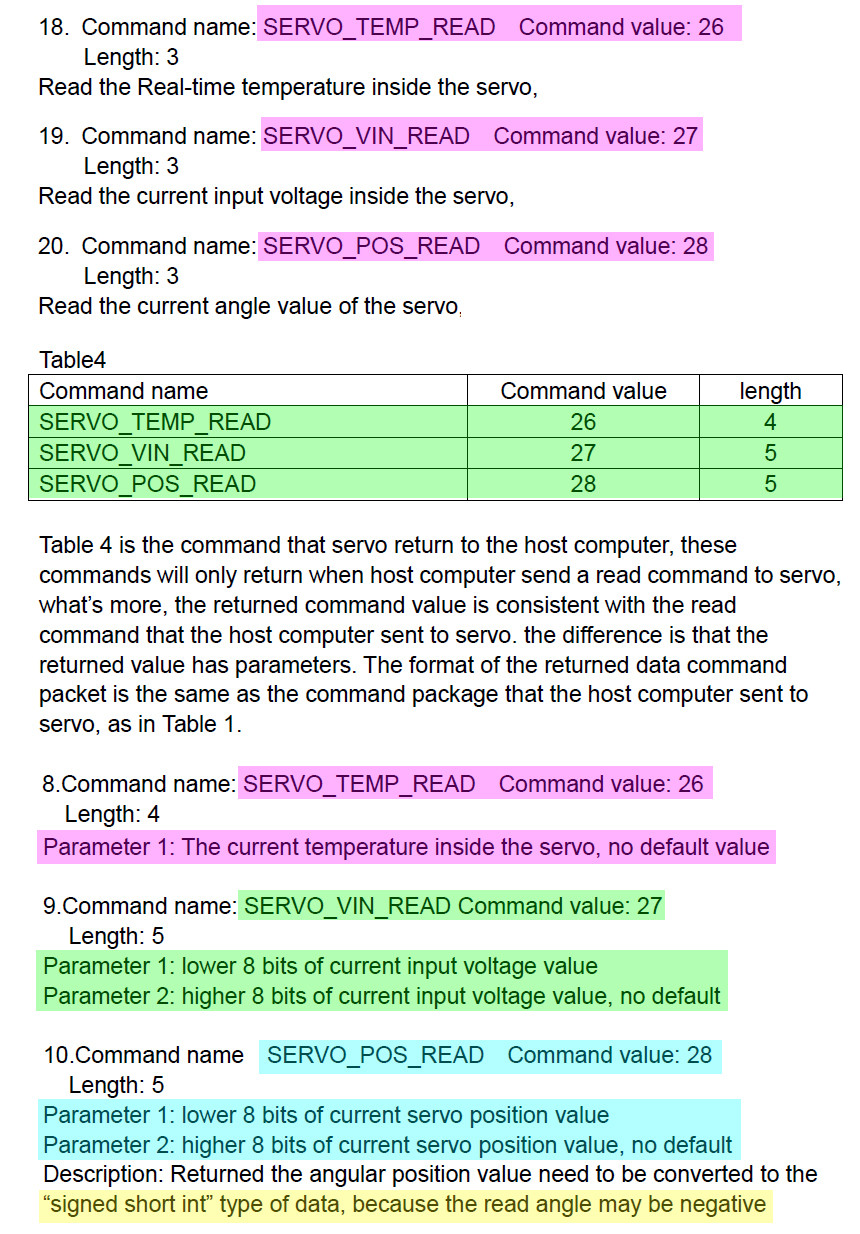 18. Command name: SERVO_TEMP_READ Command value: 26
Length: 3
Read the Real-time temperature inside the servo,
19. Command name: SERVO_VIN_READ Command value: 27
Length: 3
Read the current input voltage inside the servo,
20. Command name: SERVO_POS_READ Command value: 28
Length: 3
Read the current angle value of the servo,
Table4
Command name Command value length
SERVO_TEMP_READ 26 4
SERVO_VIN_READ 27 5
SERVO_POS_READ 28 5
Table 4 is the command that servo return to the host computer, these
commands will only return when host computer send a read command to servo,
what’s more, the returned command value is consistent with the read
command that the host computer sent to servo. the difference is that the
returned value has parameters. The format of the returned data command
packet is the same as the command package that the host computer sent to
servo, as in Table 1.
8.Command name: SERVO_TEMP_READ Command value: 26
Length: 4
Parameter 1: The current temperature inside the servo, no default value
9.Command name: SERVO_VIN_READ Command value: 27
Length: 5
Parameter 1: lower 8 bits of current input voltage value
Parameter 2: higher 8 bits of current input voltage value, no default
10.Command name SERVO_POS_READ Command value: 28
Length: 5
Parameter 1: lower 8 bits of current servo position value
Parameter 2: higher 8 bits of current servo position value, no default
Description: Returned the angular position value need to be converted to the
“signed short int” type of data, because the read angle may be negative